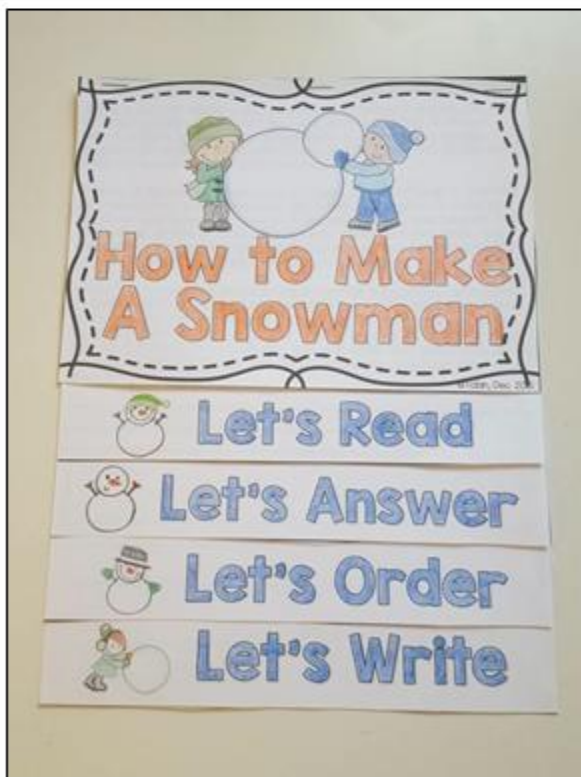 How to Make
A Snowman
Let's Read
Let's Answer
Let's Order
Let's Write